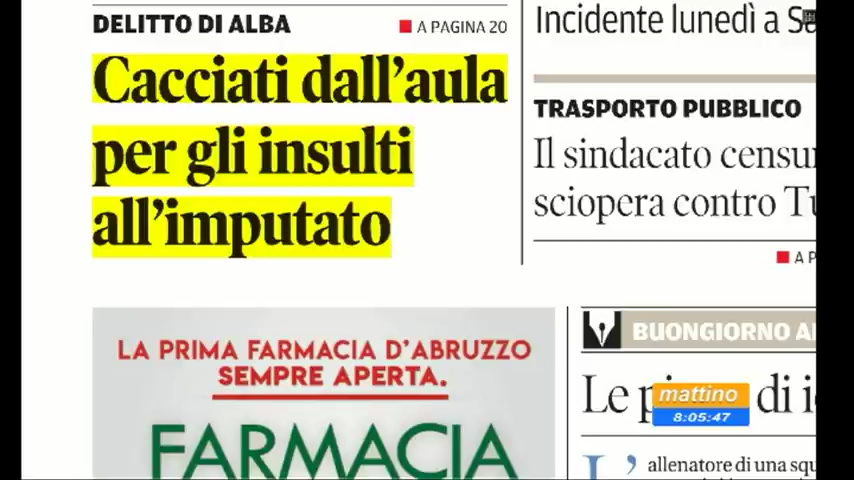 DELITTO DI ALBA
A PAGINA 20
Cacciati dall'aula
per gli insulti
all'imputato
Incidente lunedì a
TRASPORTO PUBBLICO
Il sindacato
sciopera contro
A
LA PRIMA FARMACIA D'ABRUZZO
SEMPRE APERTA.
FARMACIA
BUONGIORNO
Le di
L'allenatore di una
mattino
8:05:47